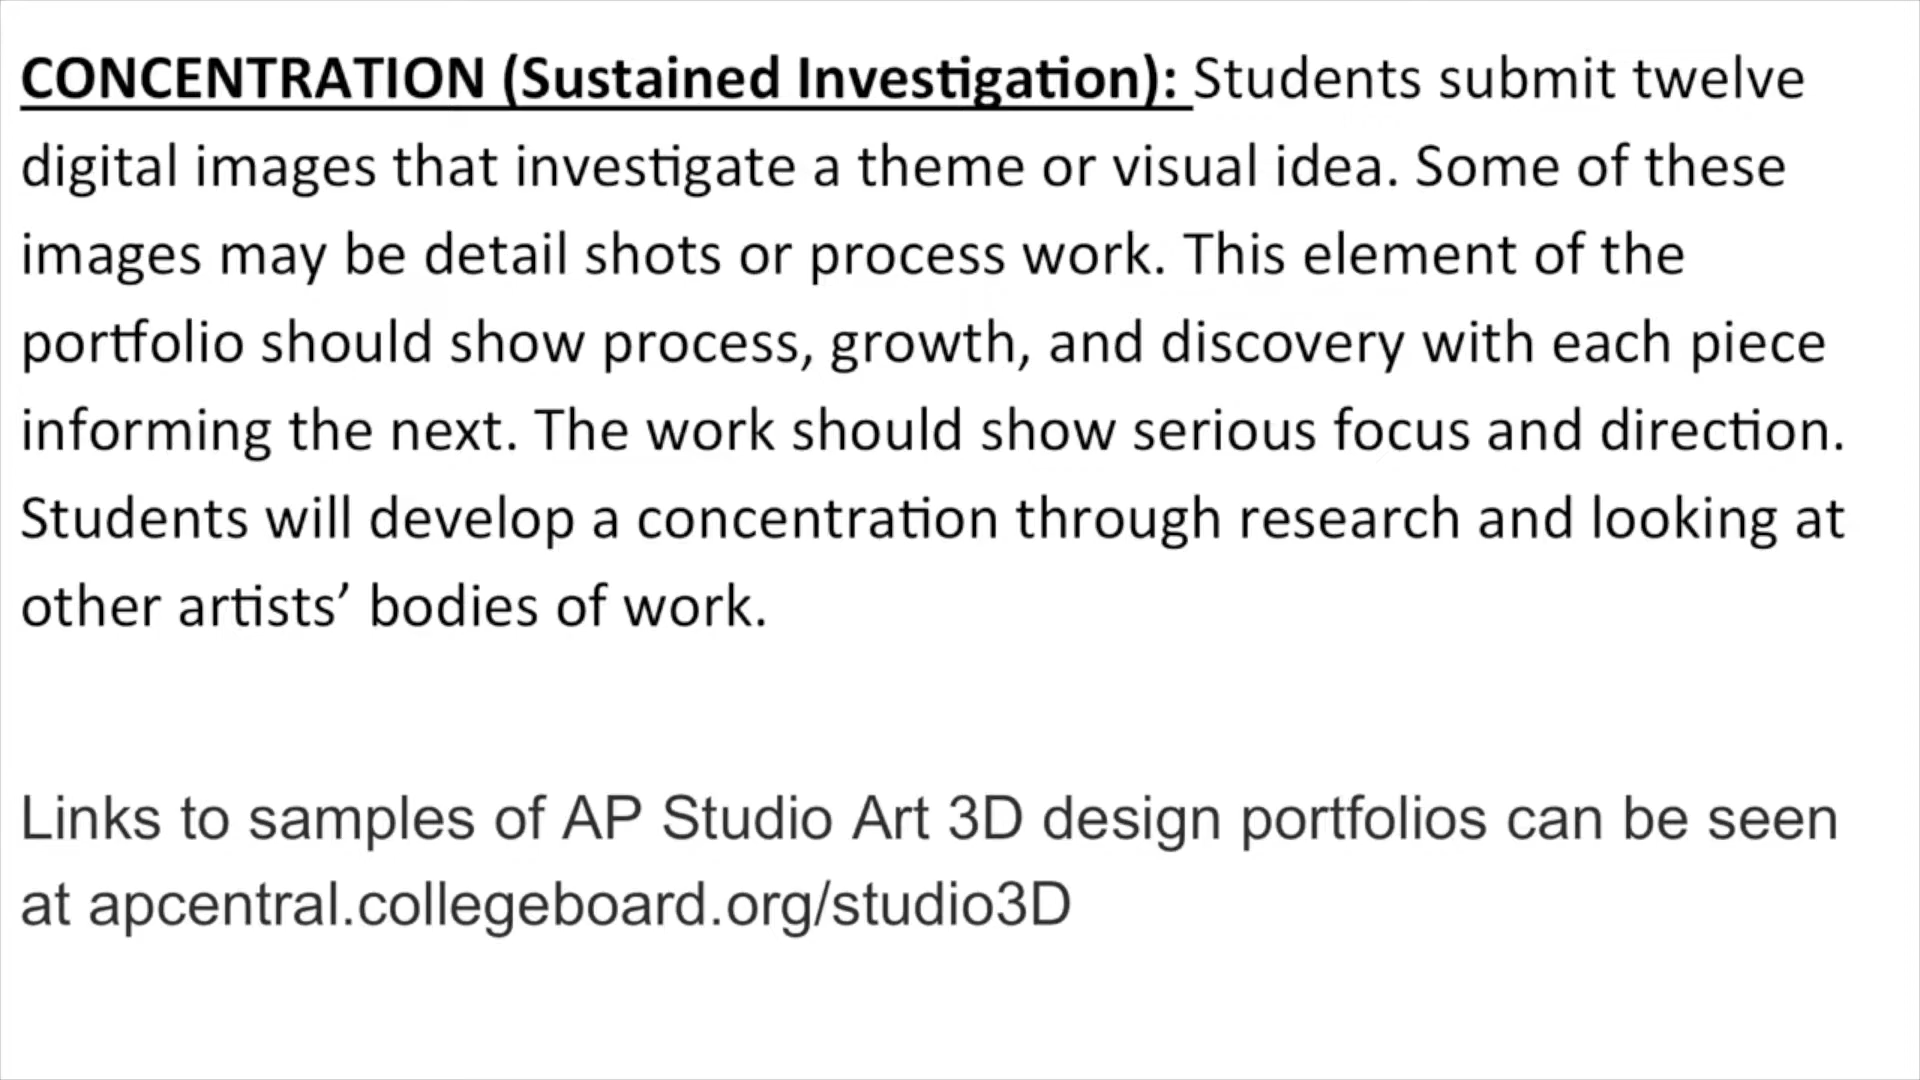 CONCENTRATION (Sustained Investigation): Students submit twelve
digital images that investigate a theme or visual idea. Some of these
images may be detail shots or process work. This element of the
portfolio should show process, growth, and discovery with each piece
informing the next. The work should show serious focus and direction.
Students will develop a concentration through research and looking at
other artists’ bodies of work.
Links to samples of AP Studio Art 3D design portfolios can be seen
at apcentral.collegeboard.org/studio3D